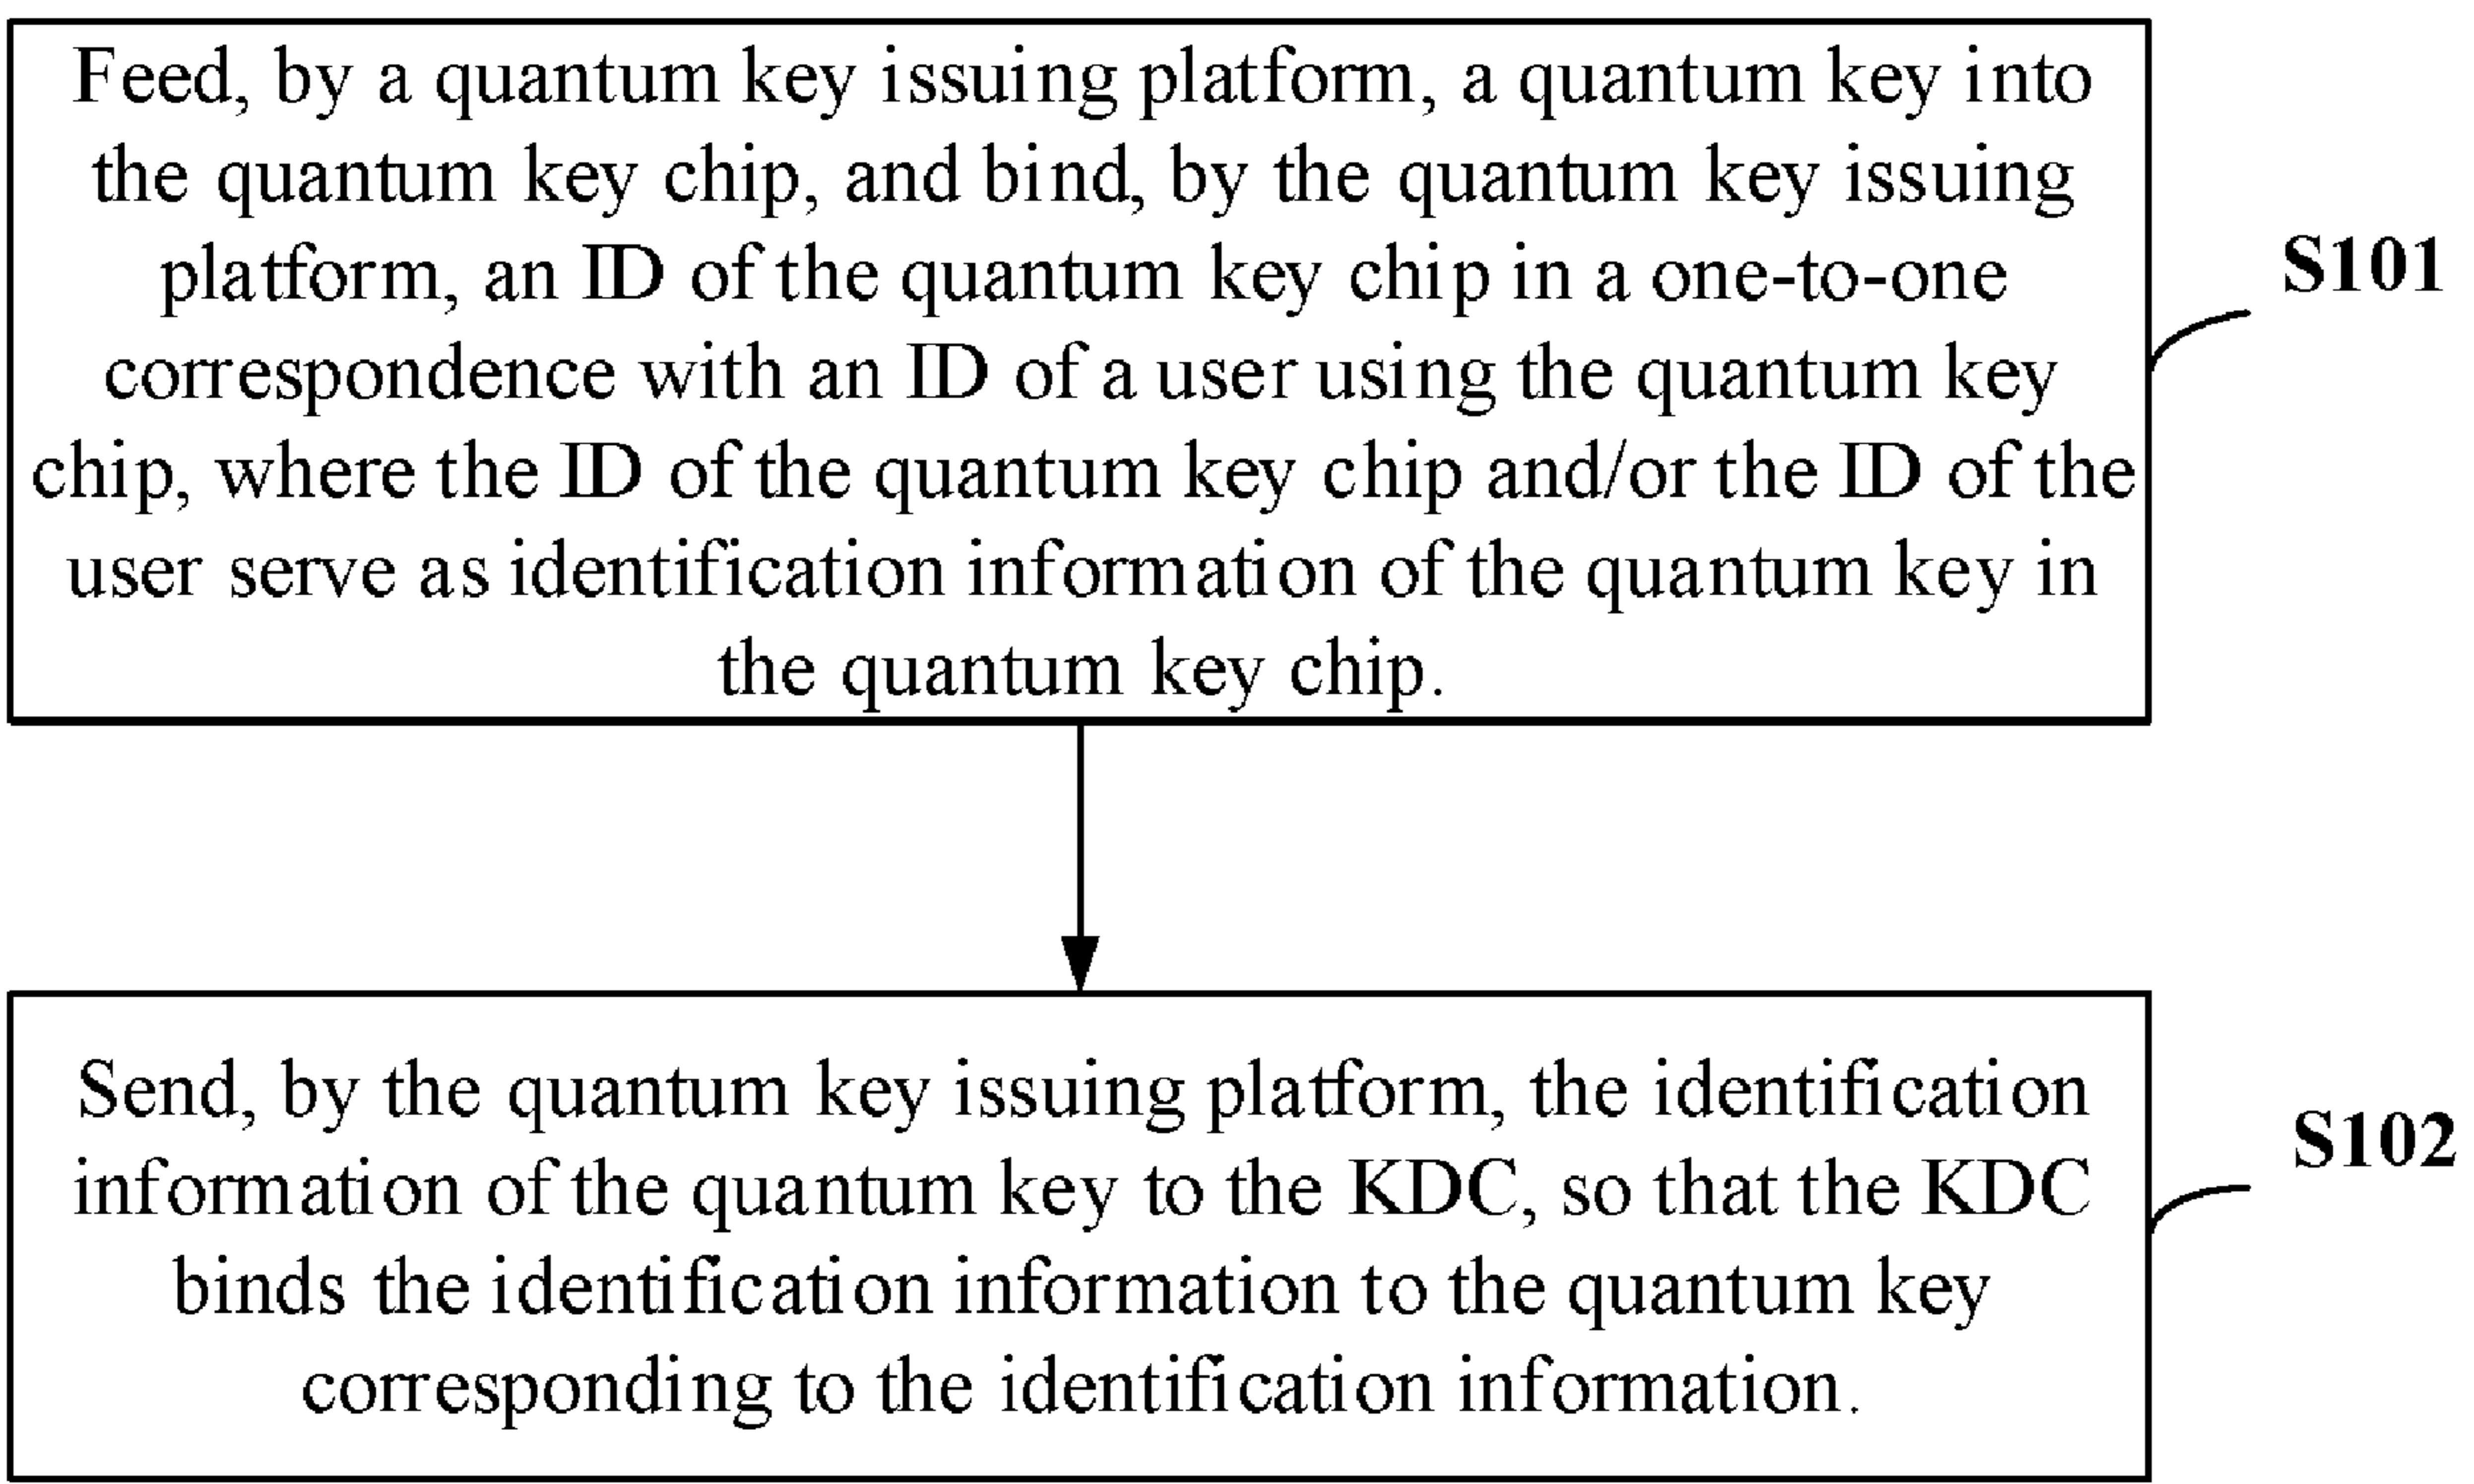 Feed, by a quantum key issuing platform, a quantum key into
the quantum key chip, and bind, by the quantum key issuing
platform, an ID of the quantum key chip in a one-to-one
correspondence with an ID of a user using the quantum key
chip, where the ID of the quantum key chip and/or the ID of the
user serve as identification information of the quantum key in
the quantum key chip.
S101
Send, by the quantum key issuing platform, the identification
information of the quantum key to the KDC, so that the KDC
binds the identification information to the quantum key
corresponding to the identification information.
S102